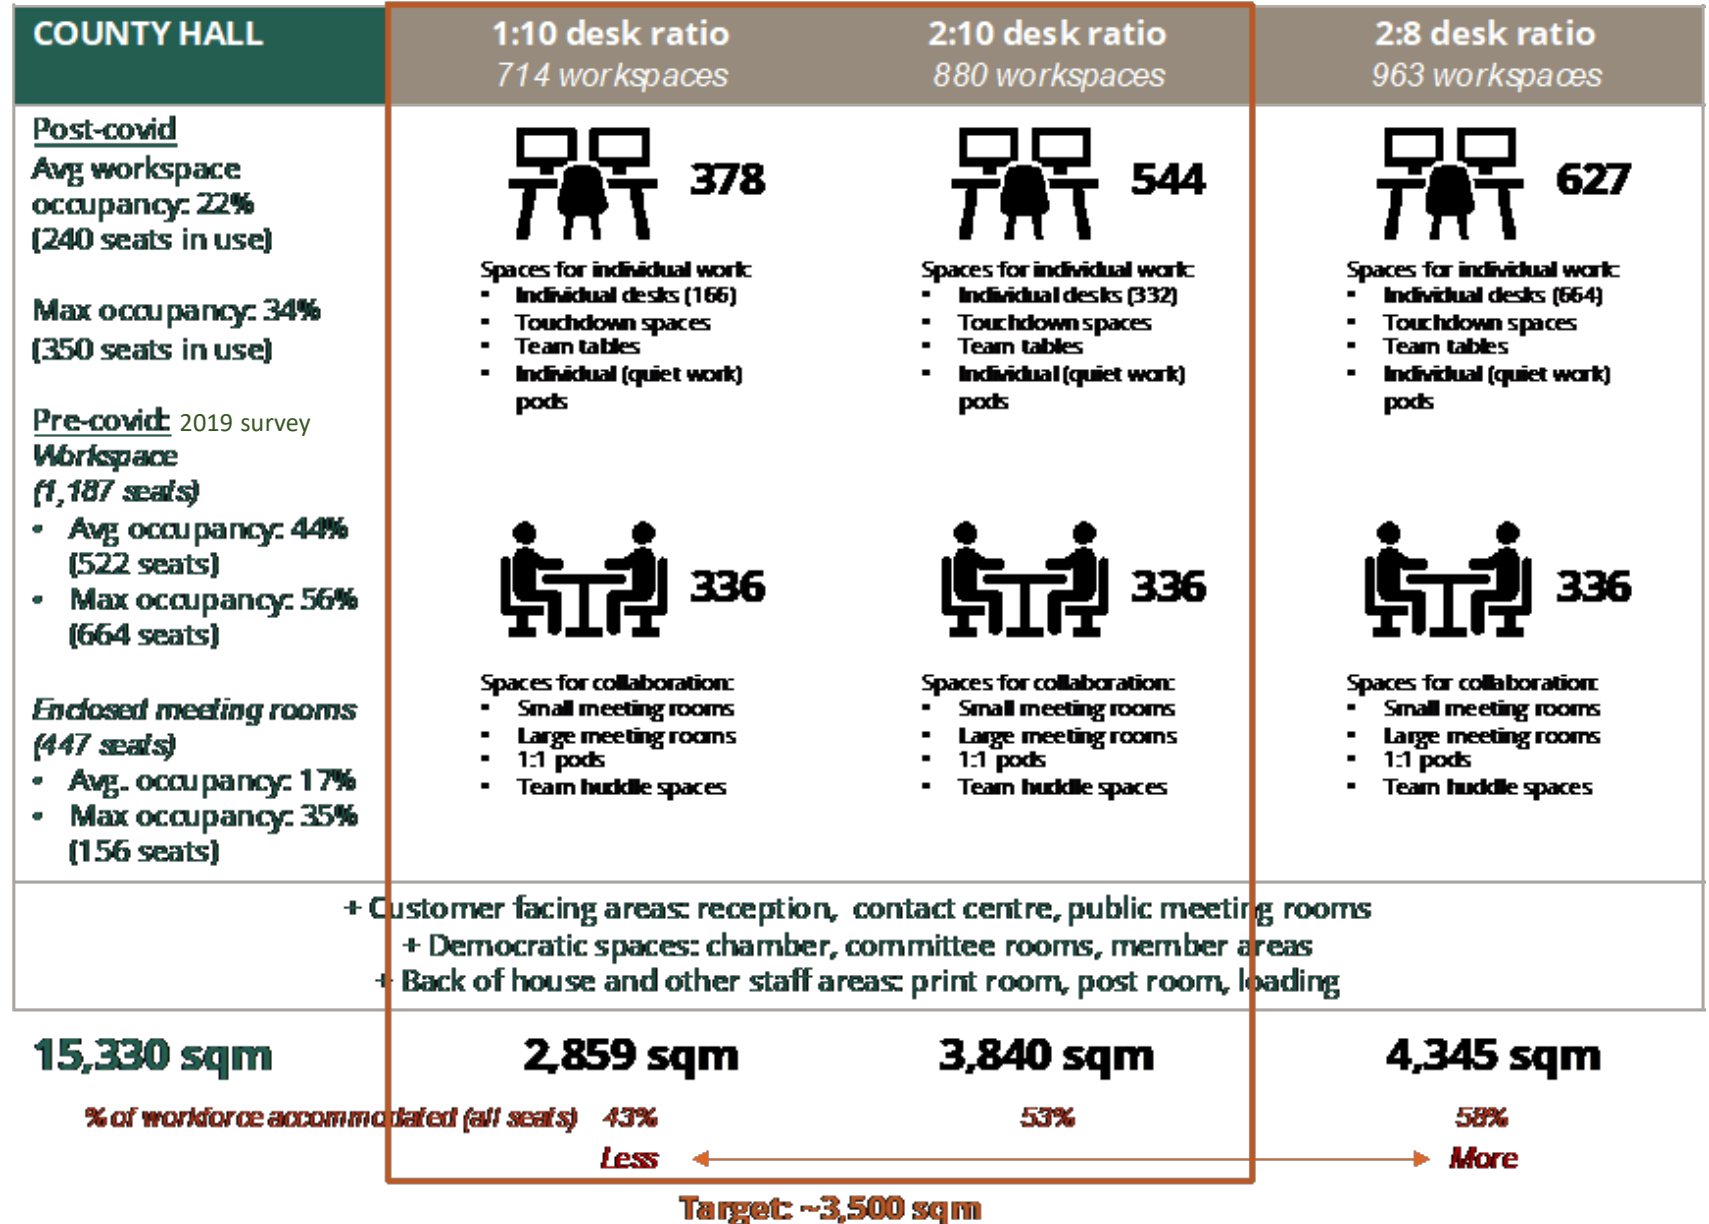 COUNTY HALL
1:10 desk ratio
714 workspaces
2:10 desk ratio
880 workspaces
2:8 desk ratio
963 workspaces
Post-covid
Avg workspace
occupancy: 22%
(240 seats in use)
Max occupancy: 34%
(350 seats in use)
Pre-covid: 2019 survey
Workspace
(1,187 seats)
• Avg occupancy: 44%
(522 seats)
• Max occupancy: 56%
(664 seats)
Enclosed meeting rooms
(447 seats)
• Avg. occupancy: 17%
• Max occupancy: 35%
(156 seats)
378
Spaces for individual work:
▪ Individual desks (166)
▪ Touchdown spaces
▪ Team tables
▪ Individual (quiet work)
pods
336
Spaces for collaboration:
▪ Small meeting rooms
▪ Large meeting rooms
▪ 1:1 pods
▪ Team huddle spaces
544
Spaces for individual work:
▪ Individual desks (332)
▪ Touchdown spaces
▪ Team tables
▪ Individual (quiet work)
pods
336
Spaces for collaboration:
▪ Small meeting rooms
▪ Large meeting rooms
▪ 1:1 pods
▪ Team huddle spaces
627
Spaces for individual work:
▪ Individual desks (664)
▪ Touchdown spaces
▪ Team tables
▪ Individual (quiet work)
pods
336
Spaces for collaboration:
▪ Small meeting rooms
▪ Large meeting rooms
▪ 1:1 pods
▪ Team huddle spaces
+ Customer facing areas: reception, contact centre, public meeting rooms
+ Democratic spaces: chamber, committee rooms, member areas
+ Back of house and other staff areas: print room, post room, loading
15,330 sqm 2,859 sqm 3,840 sqm 4,345 sqm
% of workforce accommodated (all seats) 43% 53% 58%
Less More
Target: ~3,500 sqm